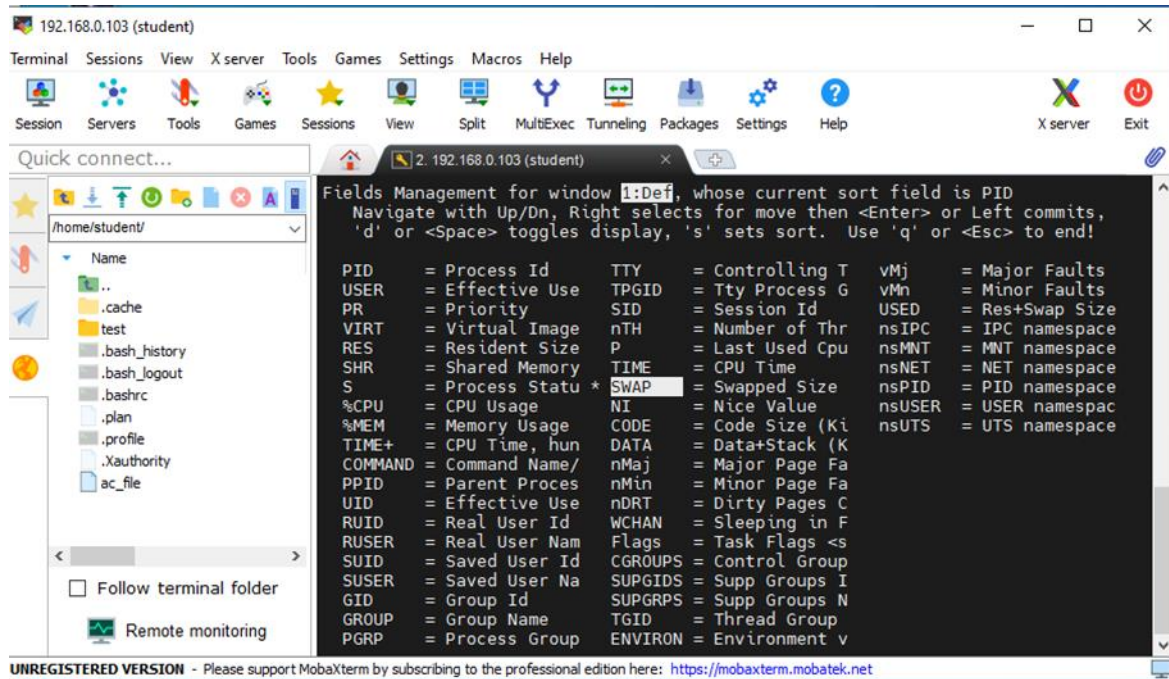 192.168.0.103 (student)
Terminal Sessions View X server Tools Games Settings Macros Help
Session Servers Tools Games Sessions View Split MultiExec Tunneling Packages Settings Help X server Exit
Quick connect...
2. 192.168.0.103 (student)
/home/student/
Name
..
.cache
test
.bash_history
.bash_logout
.bashrc
.plan
.profile
.Xauthority
ac_file
Follow terminal folder
Remote monitoring
Fields Management for window 1:Def, whose current sort field is PID
Navigate with Up/Dn, Right selects for move then <Enter> or Left commits,
'd' or <Space> toggles display, 's' sets sort. Use 'q' or <Esc> to end!
PID = Process Id TTY = Controlling T vMj = Major Faults
USER = Effective Use TPGID = Tty Process G vMn = Minor Faults
PR = Priority SID = Session Id USED = Res+Swap Size
VIRT = Virtual Image nTH = Number of Thr nsIPC = IPC namespace
RES = Resident Size P = Last Used Cpu nsMNT = MNT namespace
SHR = Shared Memory TIME = CPU Time nsNET = NET namespace
S = Process Statu * SWAP = Swapped Size nsPID = PID namespace
%CPU = CPU Usage NI = Nice Value nsUSER = USER namespac
%MEM = Memory Usage CODE = Code Size (Ki nsUTS = UTS namespace
TIME+ = CPU Time, hun DATA = Data+Stack (K
COMMAND = Command Name/ nMaj = Major Page Fa
PPID = Parent Proces nMin = Minor Page Fa
UID = Effective Use nDRT = Dirty Pages C
RUID = Real User Id WCHAN = Sleeping in F
RUSER = Real User Nam Flags = Task Flags <s
SUID = Saved User Id CGROUPS = Control Group
SUSER = Saved User Na SUPGIDS = Supp Groups I
GID = Group Id SUPGRPS = Supp Groups N
GROUP = Group Name TGID = Thread Group
PGRP = Process Group ENVIRON = Environment v
UNREGISTERED VERSION - Please support MobaXterm by subscribing to the professional edition here: https://mobaxterm.mobatek.net